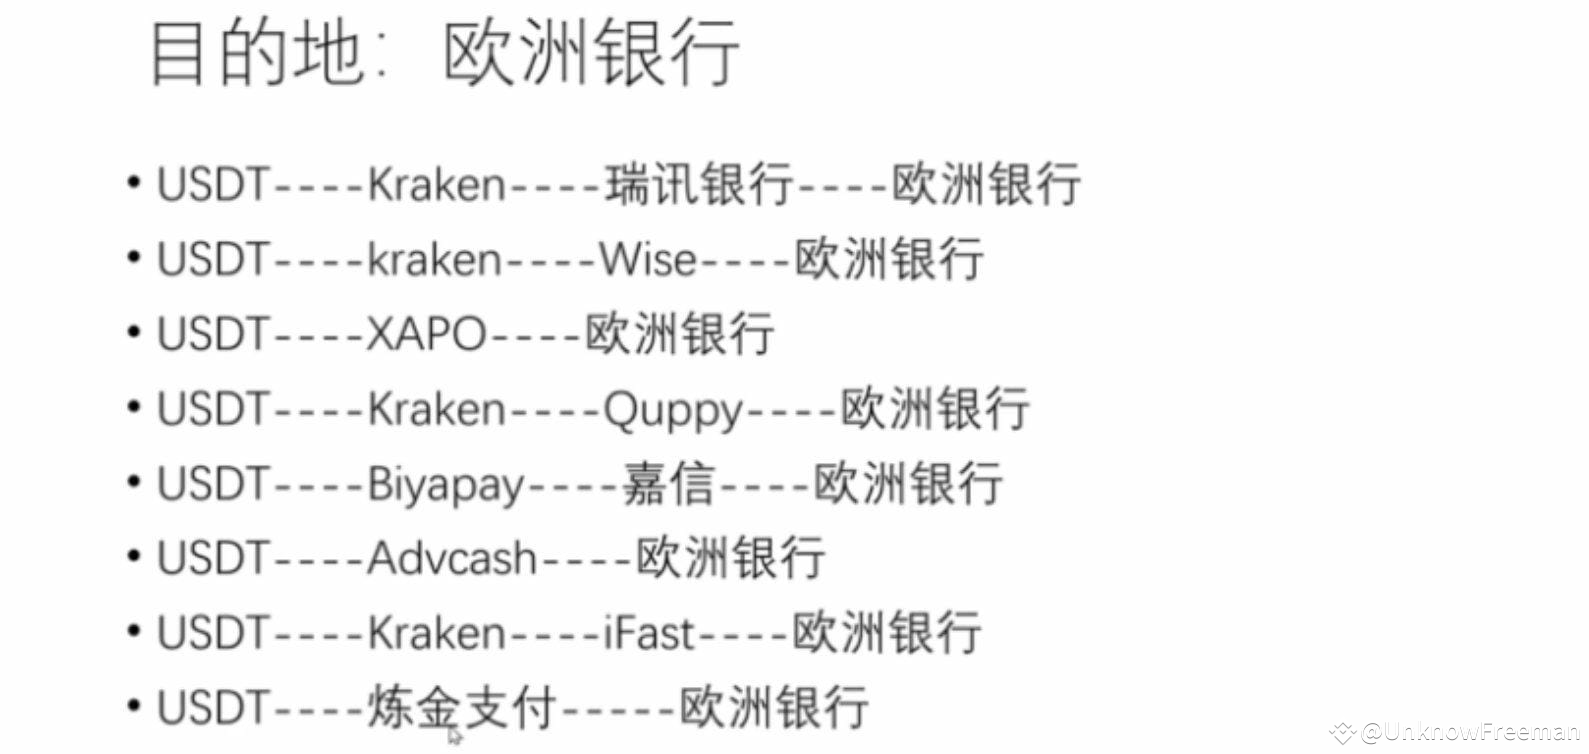 目的地：欧洲银行
• USDT----Kraken----瑞讯银行----欧洲银行
• USDT----kraken----Wise----欧洲银行
• USDT----XAPO----欧洲银行
• USDT----Kraken----Quppy----欧洲银行
• USDT----Biyapay----嘉信----欧洲银行
• USDT----Advcash----欧洲银行
• USDT----Kraken----iFast----欧洲银行
• USDT----炼金支付-----欧洲银行
@UnknowFreeman